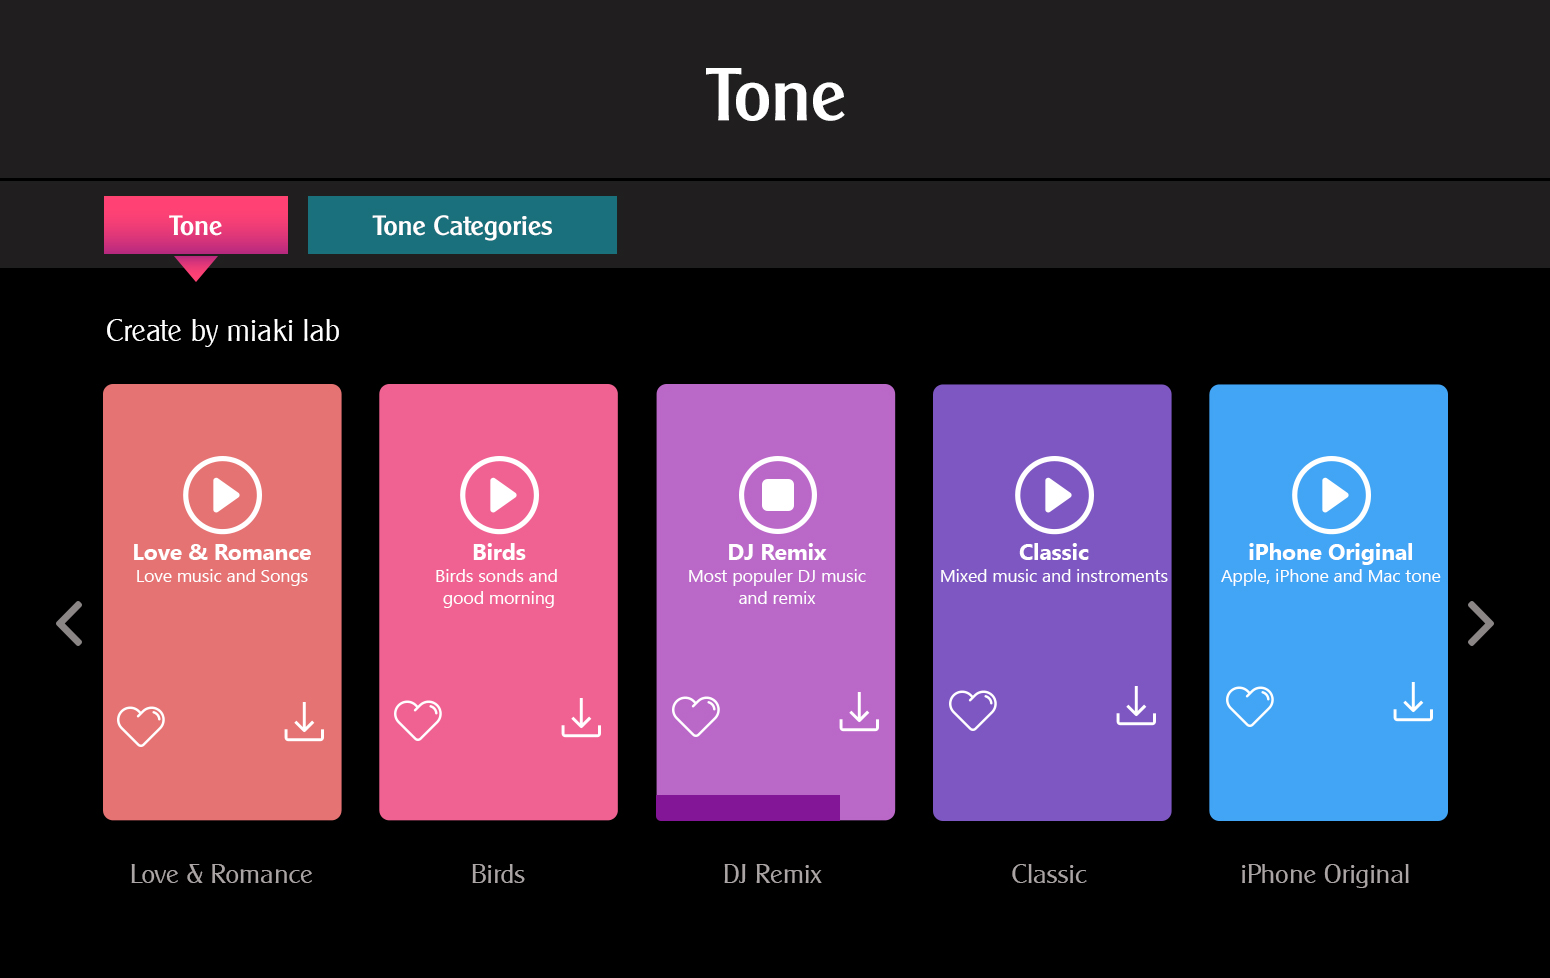 Tone
Tone
Tone Categories
Create by miaki lab
Love & Romance
Love music and Songs
Birds
Birds sonds and
good morning
DJ Remix
Most populer DJ music
and remix
Classic
Mixed music and instroments
iPhone Original
Apple, iPhone and Mac tone
Love & Romance
Birds
DJ Remix
Classic
iPhone Original